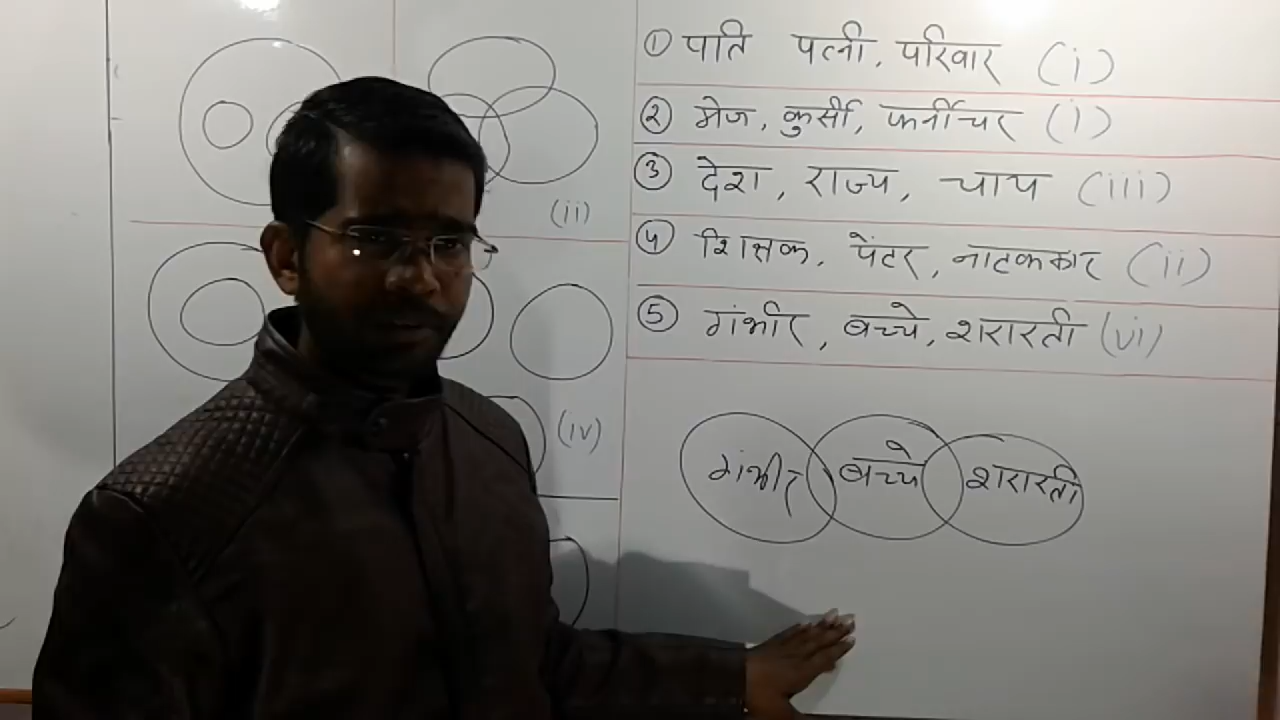 ① पति पत्नी, परिवार (i)
② मेज, कुर्सी, फर्नीचर (i)
③ देश, राज्य, चाय (iii)
④ शिक्षक, पेंटर, नाटककार (ii)
⑤ गंभीर, बच्चे, शरारती (vi)
गंभीर बच्चे शरारती
(ii)
(iv)